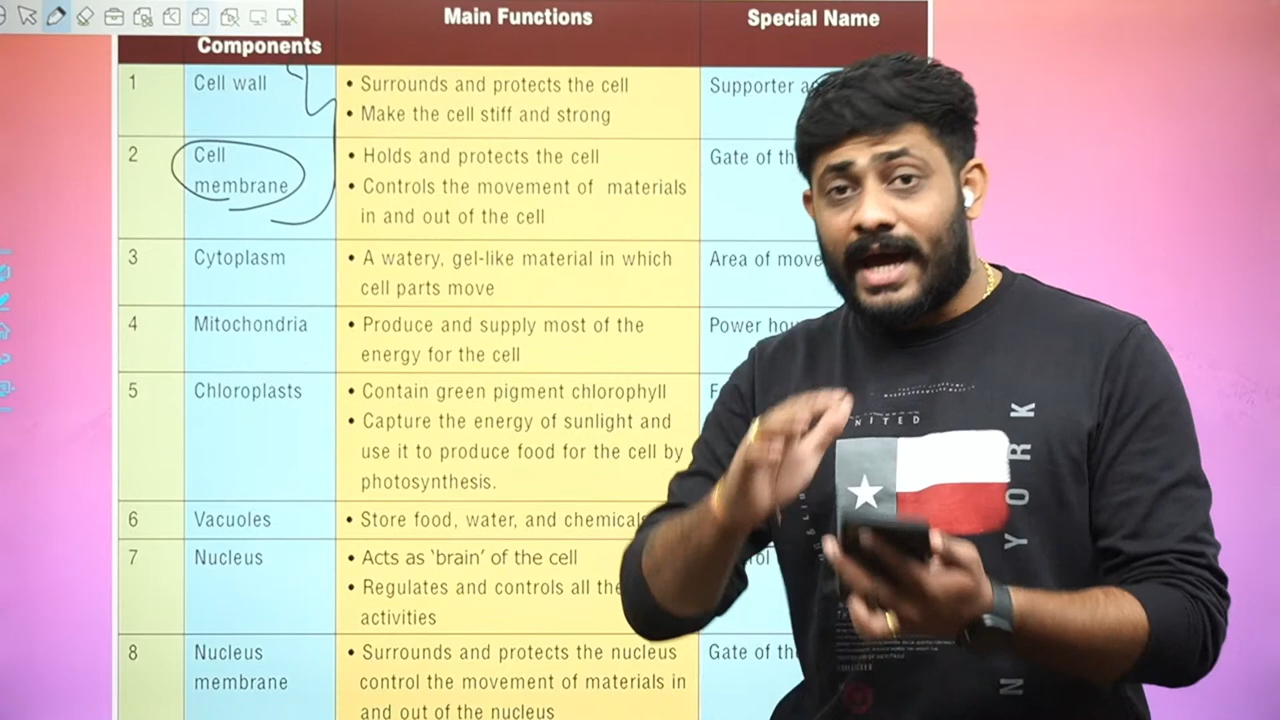 Components
Main Functions
Special Name
1
Cell wall
• Surrounds and protects the cell
• Make the cell stiff and strong
Supporter
2
Cell
membrane
• Holds and protects the cell
• Controls the movement of materials
in and out of the cell
Gate of
3
Cytoplasm
• A watery, gel-like material in which
cell parts move
Area of
4
Mitochondria
• Produce and supply most of the
energy for the cell
Power
5
Chloroplasts
• Contain green pigment chlorophyll
• Capture the energy of sunlight and
use it to produce food for the cell by
photosynthesis.
6
Vacuoles
• Store food, water, and
7
Nucleus
• Acts as ‘brain’ of the cell
• Regulates and controls all
activities
8
Nucleus
membrane
• Surrounds and protects the nucleus
control the movement of materials in
and out of the nucleus
Gate of
YORK
N